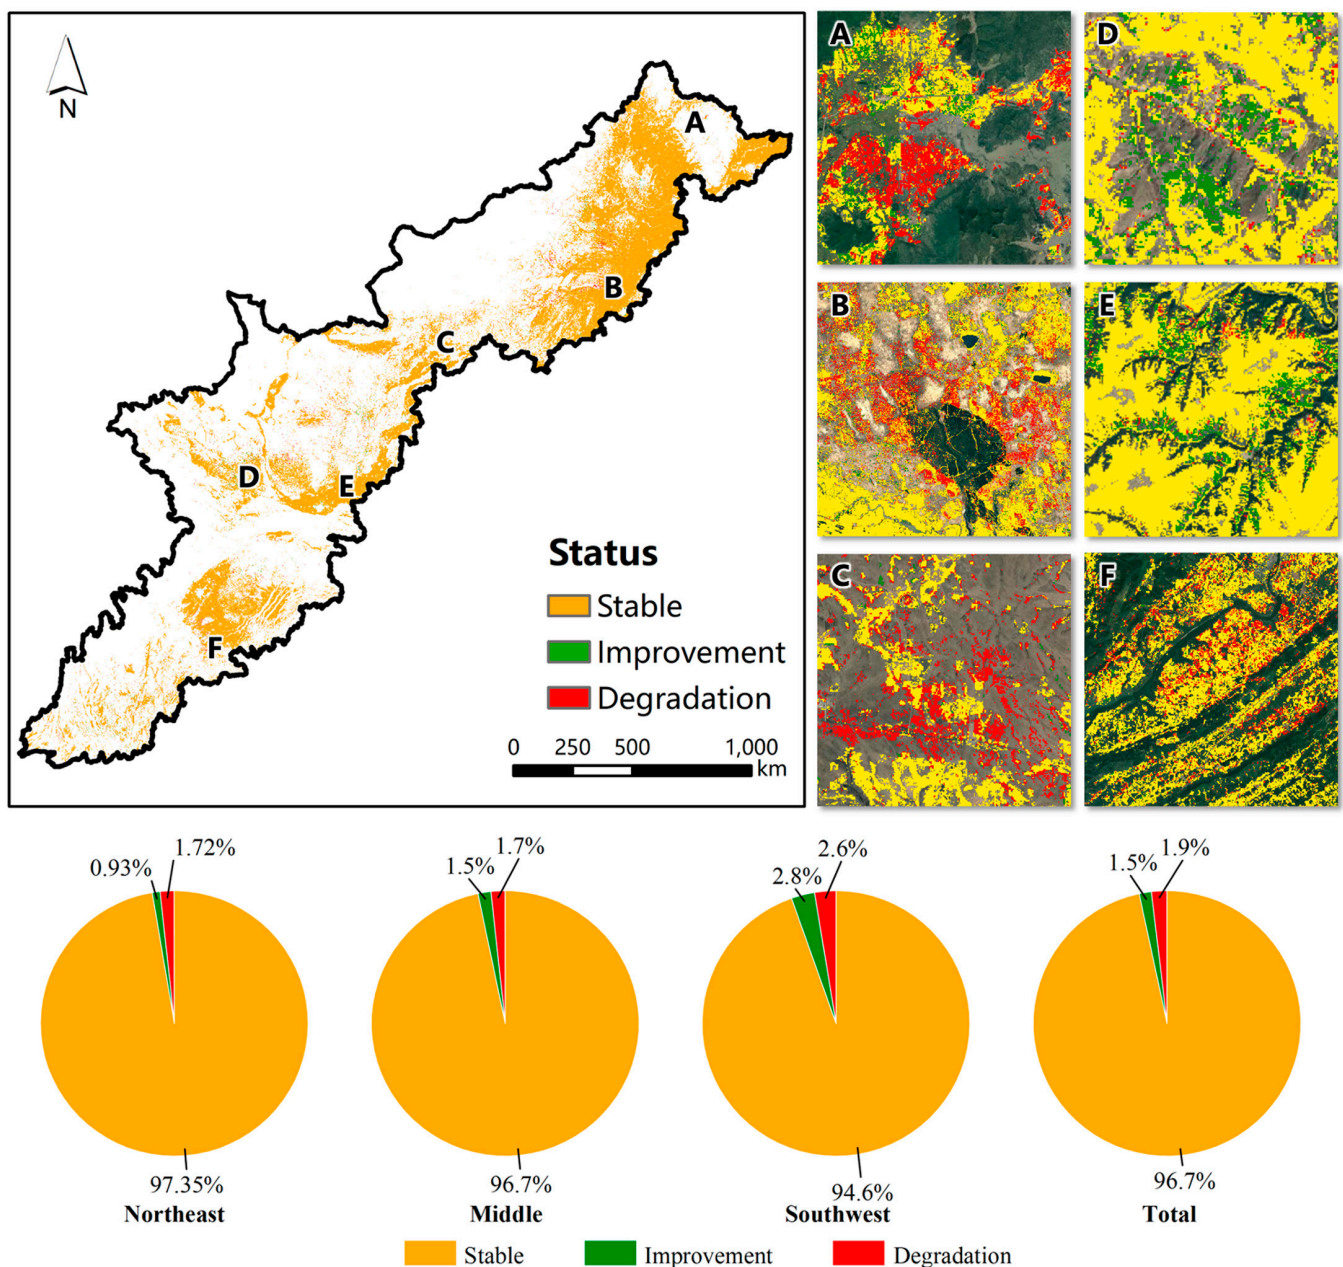 N
A
B
C
D
E
F
Status
Stable
Improvement
Degradation
0 250 500 1,000
km
A
D
B
E
C
F
0.93% 1.72%
97.35%
Northeast
1.5% 1.7%
96.7%
Middle
2.8% 2.6%
94.6%
Southwest
1.5% 1.9%
96.7%
Total
Stable Improvement Degradation